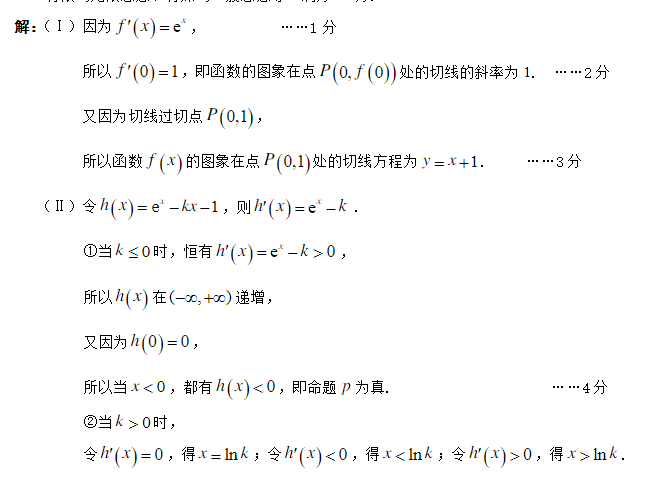 解:(Ⅰ)因为 f′(x)=eˣ, ……1分
所以 f′(0)=1,即函数的图象在点 P(0, f(0)) 处的切线的斜率为 1. ……2分
又因为切线过切点 P(0,1),
所以函数 f(x) 的图象在点 P(0,1) 处的切线方程为 y=x+1. ……3分
(Ⅱ)令 h(x)=eˣ−kx−1,则 h′(x)=eˣ−k.
①当 k≤0 时,恒有 h′(x)=eˣ−k>0,
所以 h(x) 在(−∞,+∞)递增,
又因为 h(0)=0,
所以当 x<0,都有 h(x)<0,即命题 p 为真. ……4分
②当 k>0 时,
令 h′(x)=0,得 x=ln k;令 h′(x)<0,得 x<ln k;令 h′(x)>0,得 x>ln k.